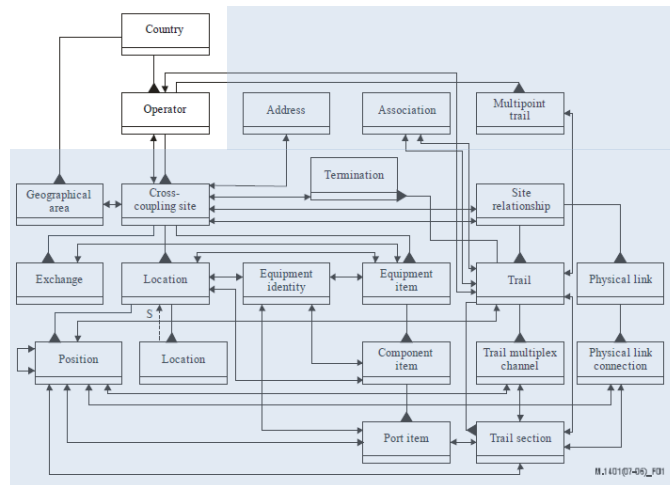 Country
Operator
Address
Association
Multipoint
trail
Termination
Geographical
area
Cross-
coupling site
Site
relationship
Exchange
Location
Equipment
identity
Equipment
item
Trail
Physical link
S
Position
Location
Component
item
Trail multiplex
channel
Physical link
connection
Port item
Trail section
M.1401(07-06)_F01